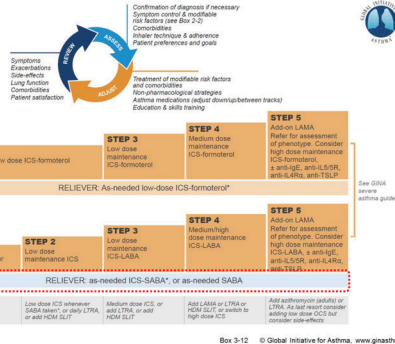 Confirmation of diagnosis if necessary
Symptom control & modifiable
risk factors (see Box 2-2)
Comorbidities
Inhaler technique & adherence
Patient preferences and goals
GLOBAL INITIATIVE
ASTHMA
REVIEW
ASSESS
ADJUST
Symptoms
Exacerbations
Side-effects
Lung function
Comorbidities
Patient satisfaction
Treatment of modifiable risk factors
and comorbidities
Non-pharmacological strategies
Asthma medications (adjust down/up/between tracks)
Education & skills training
dose ICS-formoterol
STEP 3
Low dose
maintenance
ICS-formoterol
STEP 4
Medium dose
maintenance
ICS-formoterol
STEP 5
Add-on LAMA
Refer for assessment
of phenotype. Consider
high dose maintenance
ICS-formoterol,
± anti-IgE, anti-IL5/5R,
anti-IL4Rα, anti-TSLP
RELIEVER: As-needed low-dose ICS-formoterol*
See GINA
severe
asthma guide
STEP 2
Low dose
maintenance ICS
STEP 3
Low dose
maintenance
ICS-LABA
STEP 4
Medium/high
dose maintenance
ICS-LABA
STEP 5
Add-on LAMA
Refer for assessment
of phenotype. Consider
high dose maintenance
ICS-LABA, ± anti-IgE,
anti-IL5/5R, anti-IL4Rα,
anti-TSLP
RELIEVER: as-needed ICS-SABA*, or as-needed SABA
Low dose ICS whenever
SABA taken*, or daily LTRA,
or add HDM SLIT
Medium dose ICS, or
add LTRA, or add
HDM SLIT
Add LAMA or LTRA or
HDM SLIT, or switch to
high dose ICS
Add azithromycin (adults) or
LTRA. As last resort consider
adding low dose OCS but
consider side-effects
Box 3-12 © Global Initiative for Asthma, www.ginasth